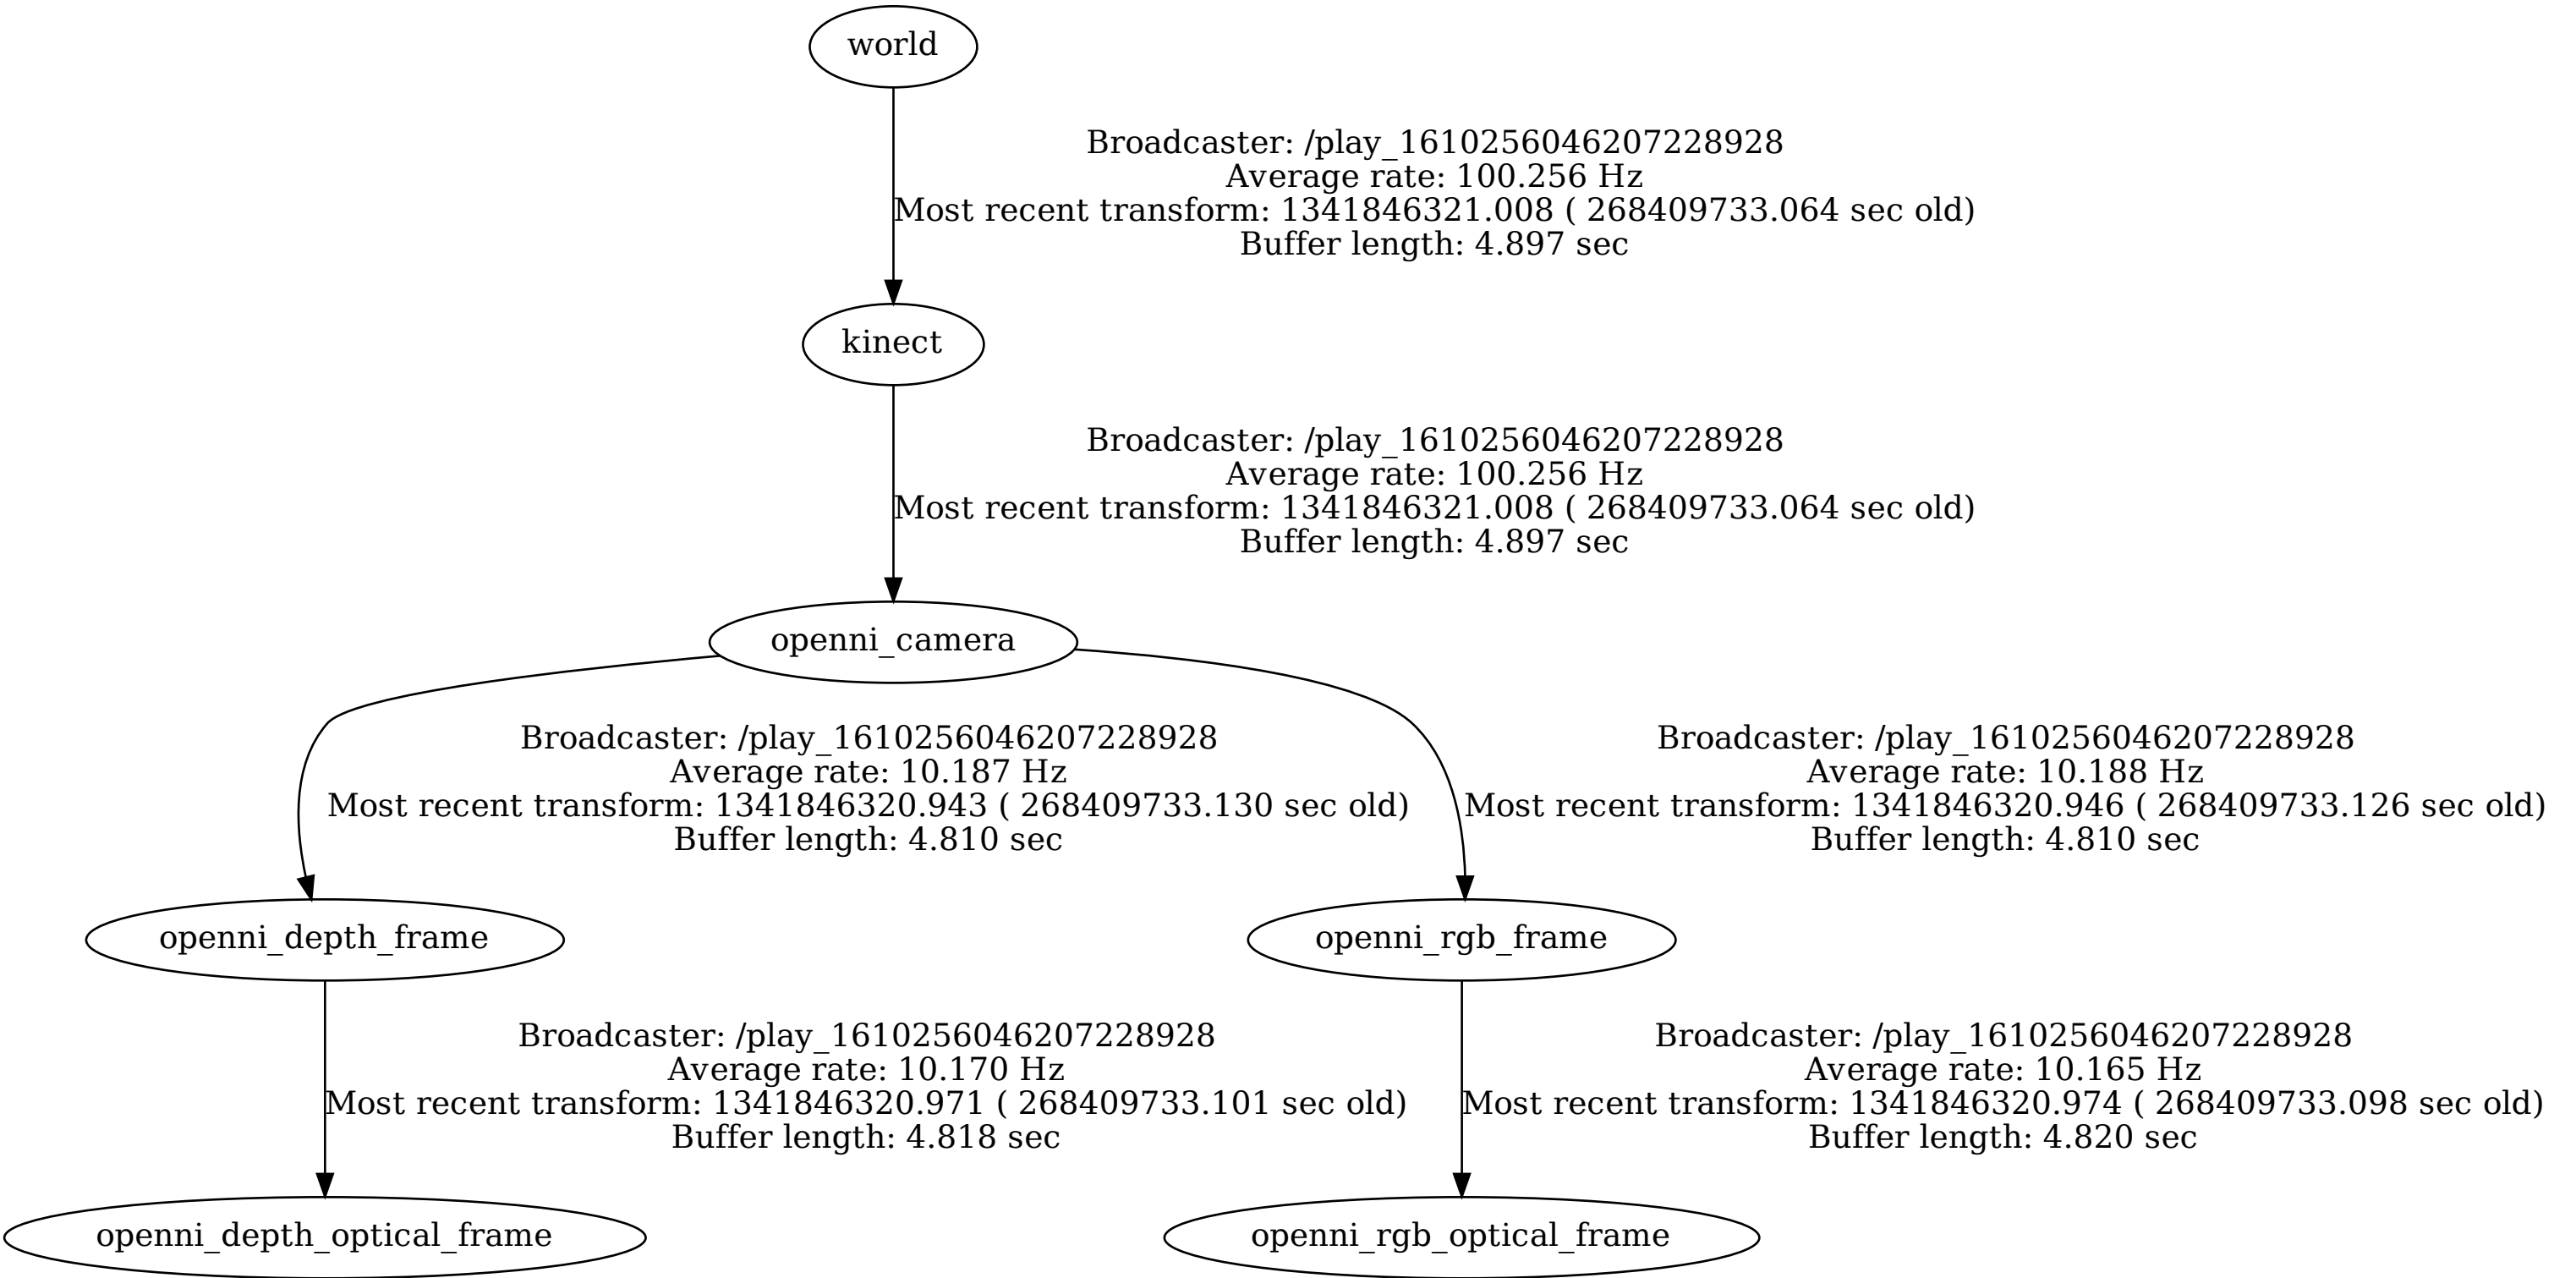 world
Broadcaster: /play_1610256046207228928
Average rate: 100.256 Hz
Most recent transform: 1341846321.008 ( 268409733.064 sec old)
Buffer length: 4.897 sec
kinect
Broadcaster: /play_1610256046207228928
Average rate: 100.256 Hz
Most recent transform: 1341846321.008 ( 268409733.064 sec old)
Buffer length: 4.897 sec
openni_camera
Broadcaster: /play_1610256046207228928
Average rate: 10.187 Hz
Most recent transform: 1341846320.943 ( 268409733.130 sec old)
Buffer length: 4.810 sec
Broadcaster: /play_1610256046207228928
Average rate: 10.188 Hz
Most recent transform: 1341846320.946 ( 268409733.126 sec old)
Buffer length: 4.810 sec
openni_depth_frame
openni_rgb_frame
Broadcaster: /play_1610256046207228928
Average rate: 10.170 Hz
Most recent transform: 1341846320.971 ( 268409733.101 sec old)
Buffer length: 4.818 sec
Broadcaster: /play_1610256046207228928
Average rate: 10.165 Hz
Most recent transform: 1341846320.974 ( 268409733.098 sec old)
Buffer length: 4.820 sec
openni_depth_optical_frame
openni_rgb_optical_frame